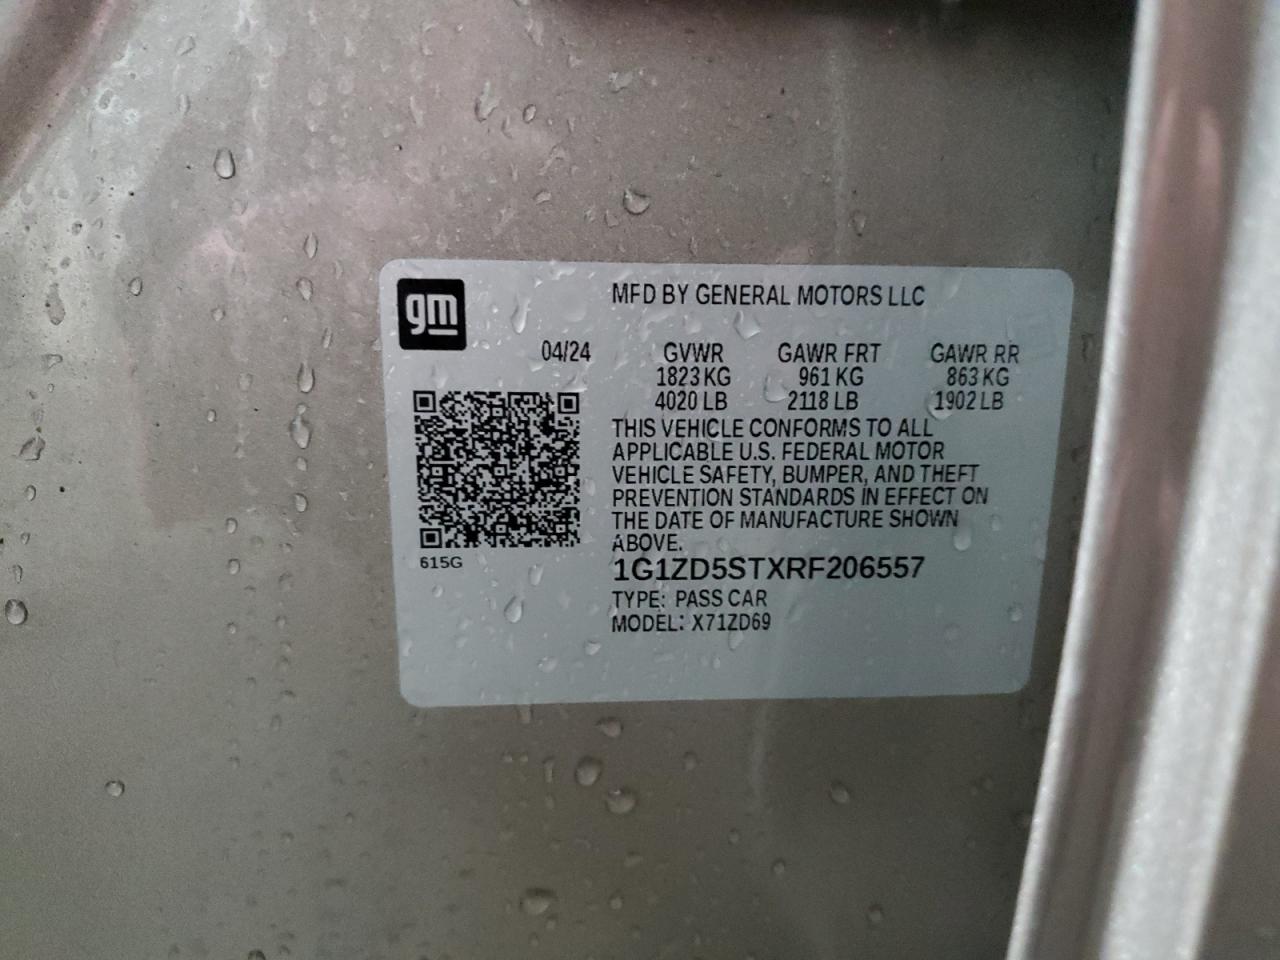 gm
MFD BY GENERAL MOTORS LLC
04/24 GVWR GAWR FRT GAWR RR
1823 KG 961 KG 863 KG
4020 LB 2118 LB 1902 LB
THIS VEHICLE CONFORMS TO ALL
APPLICABLE U.S. FEDERAL MOTOR
VEHICLE SAFETY, BUMPER, AND THEFT
PREVENTION STANDARDS IN EFFECT ON
THE DATE OF MANUFACTURE SHOWN
ABOVE.
615G
1G1ZD5STXRF206557
TYPE: PASS CAR
MODEL: X71ZD69